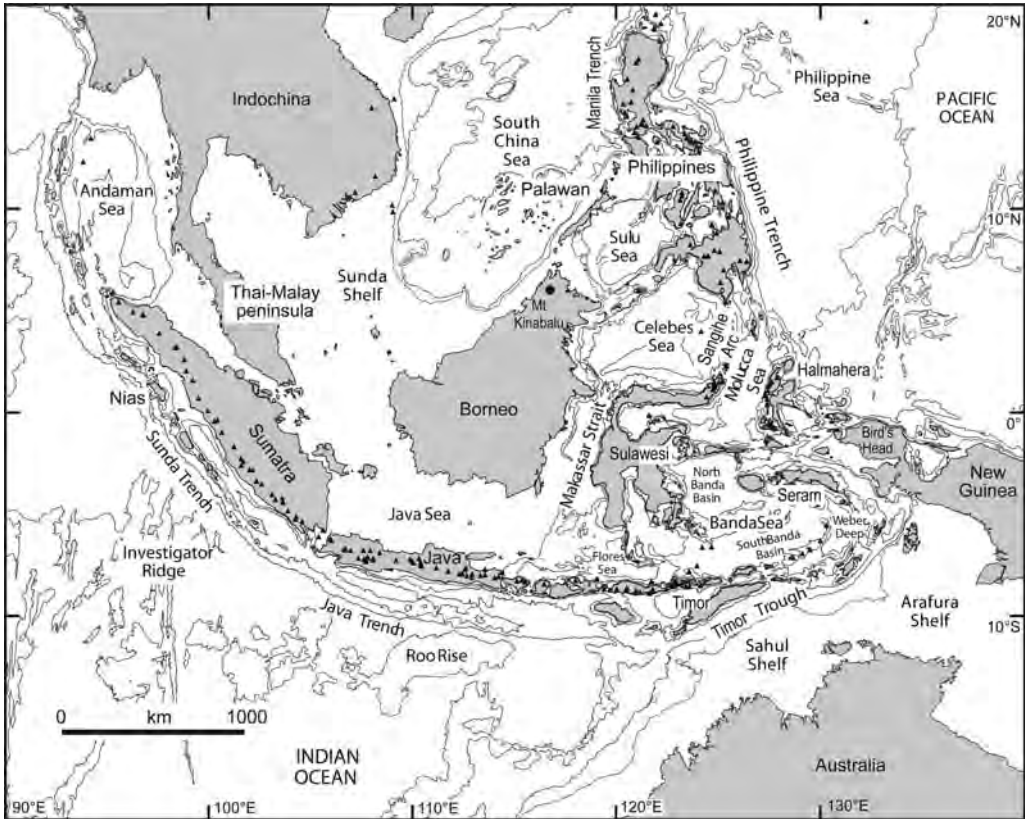 20°N
Manila Trench
Philippine
Sea
PACIFIC
OCEAN
Indochina
South
China
Sea
Philippines
Philippine Trench
Palawan
Andaman
Sea
10°N
Sulu
Sea
Sunda
Shelf
Thai-Malay
peninsula
Mt
Kinabalu
Celebes
Sea
Sangihe
Arc
Molucca
Sea
Halmahera
Nias
Borneo
0°
Makassar Strait
Bird's
Head
Sumatra
Sulawesi
New
Guinea
Sunda Trench
North
Banda
Basin
Seram
Java Sea
Banda Sea
Weber
Deep
South Banda
Basin
Investigator
Ridge
Java
Flores
Sea
Timor
Timor Trough
Arafura
Shelf
Java Trench
10°S
Sahul
Shelf
Roo Rise
0 km 1000
INDIAN
OCEAN
Australia
90°E 100°E 110°E 120°E 130°E